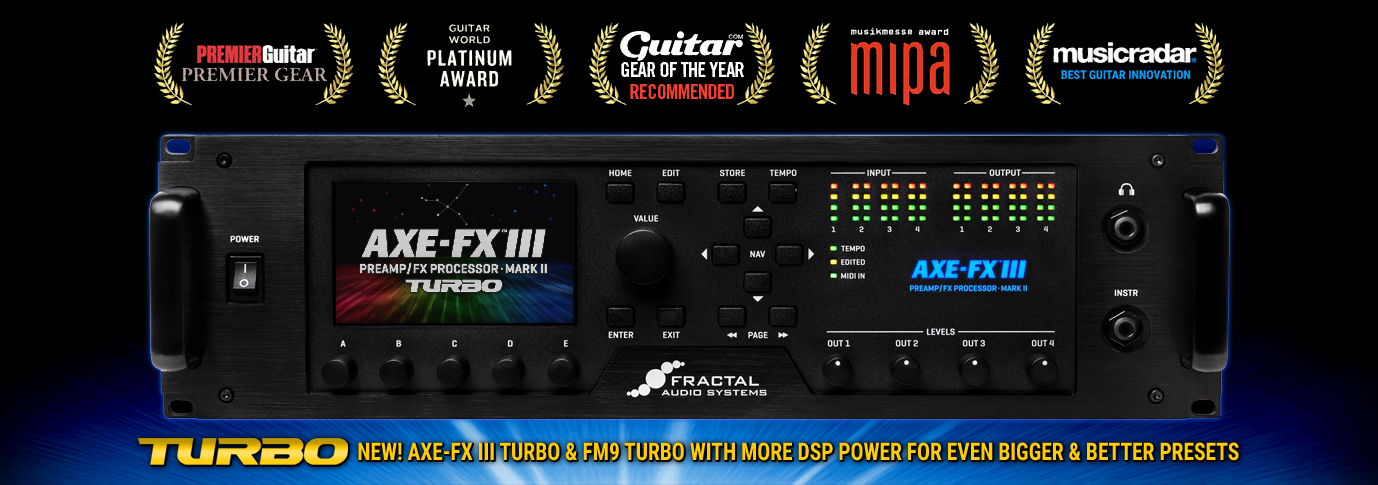 PREMIERGuitar
PREMIER GEAR
GUITAR
WORLD
PLATINUM
AWARD
Guitar.COM
GEAR OF THE YEAR
RECOMMENDED
musikmesse award
mipa
musicradar.
BEST GUITAR INNOVATION
POWER
I
O
AXE-FX™ III
PREAMP/FX PROCESSOR · MARK II
TURBO
A B C D E
HOME EDIT STORE TEMPO
VALUE
NAV
ENTER EXIT PAGE
FRACTAL
AUDIO SYSTEMS
INPUT OUTPUT
1 2 3 4 1 2 3 4
TEMPO
EDITED
MIDI IN
AXE-FX™ III
PREAMP/FX PROCESSOR · MARK II
LEVELS
OUT 1 OUT 2 OUT 3 OUT 4
INSTR
TURBO NEW! AXE-FX III TURBO & FM9 TURBO WITH MORE DSP POWER FOR EVEN BIGGER & BETTER PRESETS